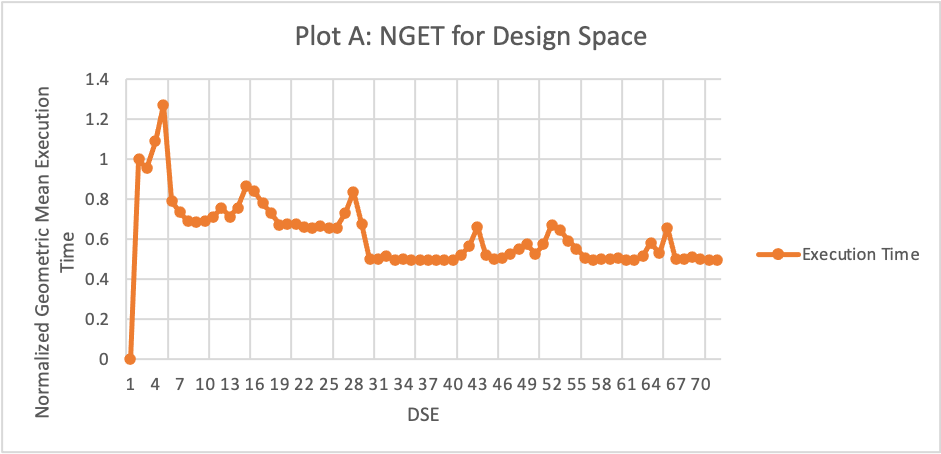 Plot A: NGET for Design Space
Normalized Geometric Mean Execution
Time
1.4
1.2
1
0.8
0.6
0.4
0.2
0
1 4 7 10 13 16 19 22 25 28 31 34 37 40 43 46 49 52 55 58 61 64 67 70
DSE
Execution Time